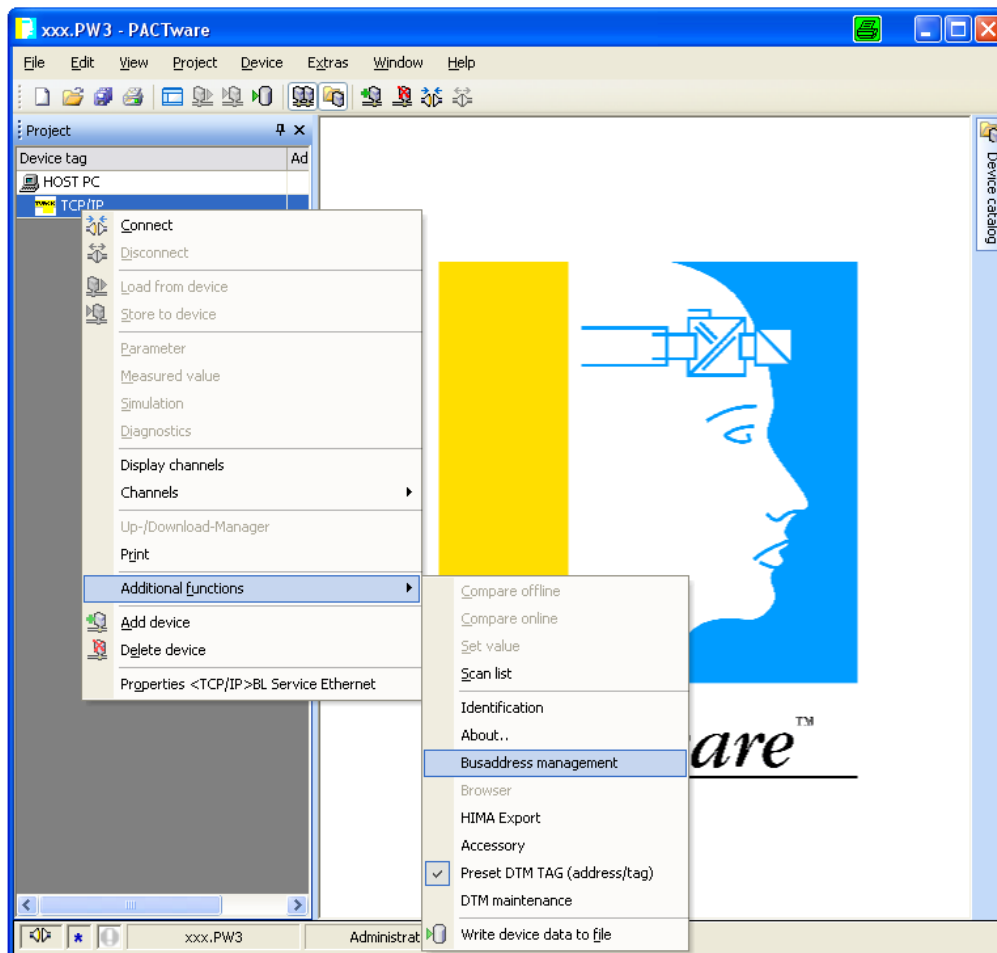 xxx.PW3 - PACTware
File Edit View Project Device Extras Window Help
Project
Device tag Ad
HOST PC
TURCK TCP/IP
Device catalog
Connect
Disconnect
Load from device
Store to device
Parameter
Measured value
Simulation
Diagnostics
Display channels
Channels
Up-/Download-Manager
Print
Additional functions
Add device
Delete device
Properties <TCP/IP>BL Service Ethernet
Compare offline
Compare online
Set value
Scan list
Identification
About..
Busaddress management
Browser
HIMA Export
Accessory
Preset DTM TAG (address/tag)
DTM maintenance
Write device data to file
are™
xxx.PW3 Administrat